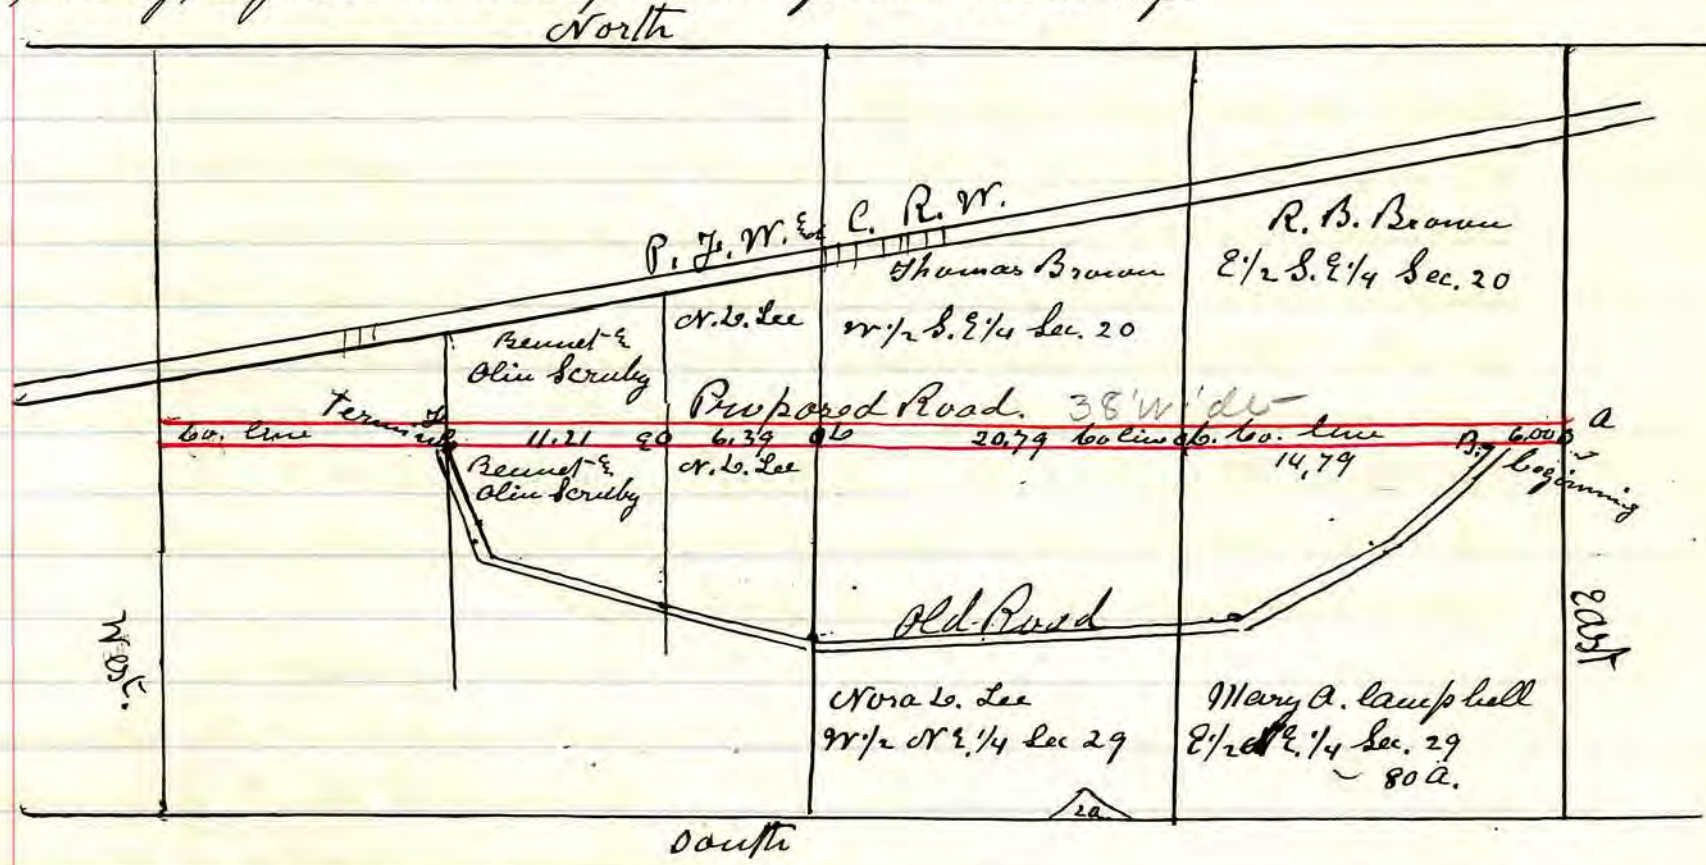 North
P. F. W. & C. R. W.
R. B. Brown
E 1/2 S. E 1/4 Sec. 20
Thomas Brown
W 1/2 S. E 1/4 Sec. 20
N. L. Lee
Bennet &
Olin Scruby
Proposed Road. 38' wide
A
Co. line
11.21
6.39
20,79 Co line
Co. line
B.
6.00
14,79
beginning
Bennet &
Olin Scruby
N. L. Lee
Old Road
West.
East
Nora L. Lee
W 1/2 N E. 1/4 Sec 29
Mary A. Campbell
E 1/2 N E. 1/4 Sec. 29
80 A.
South